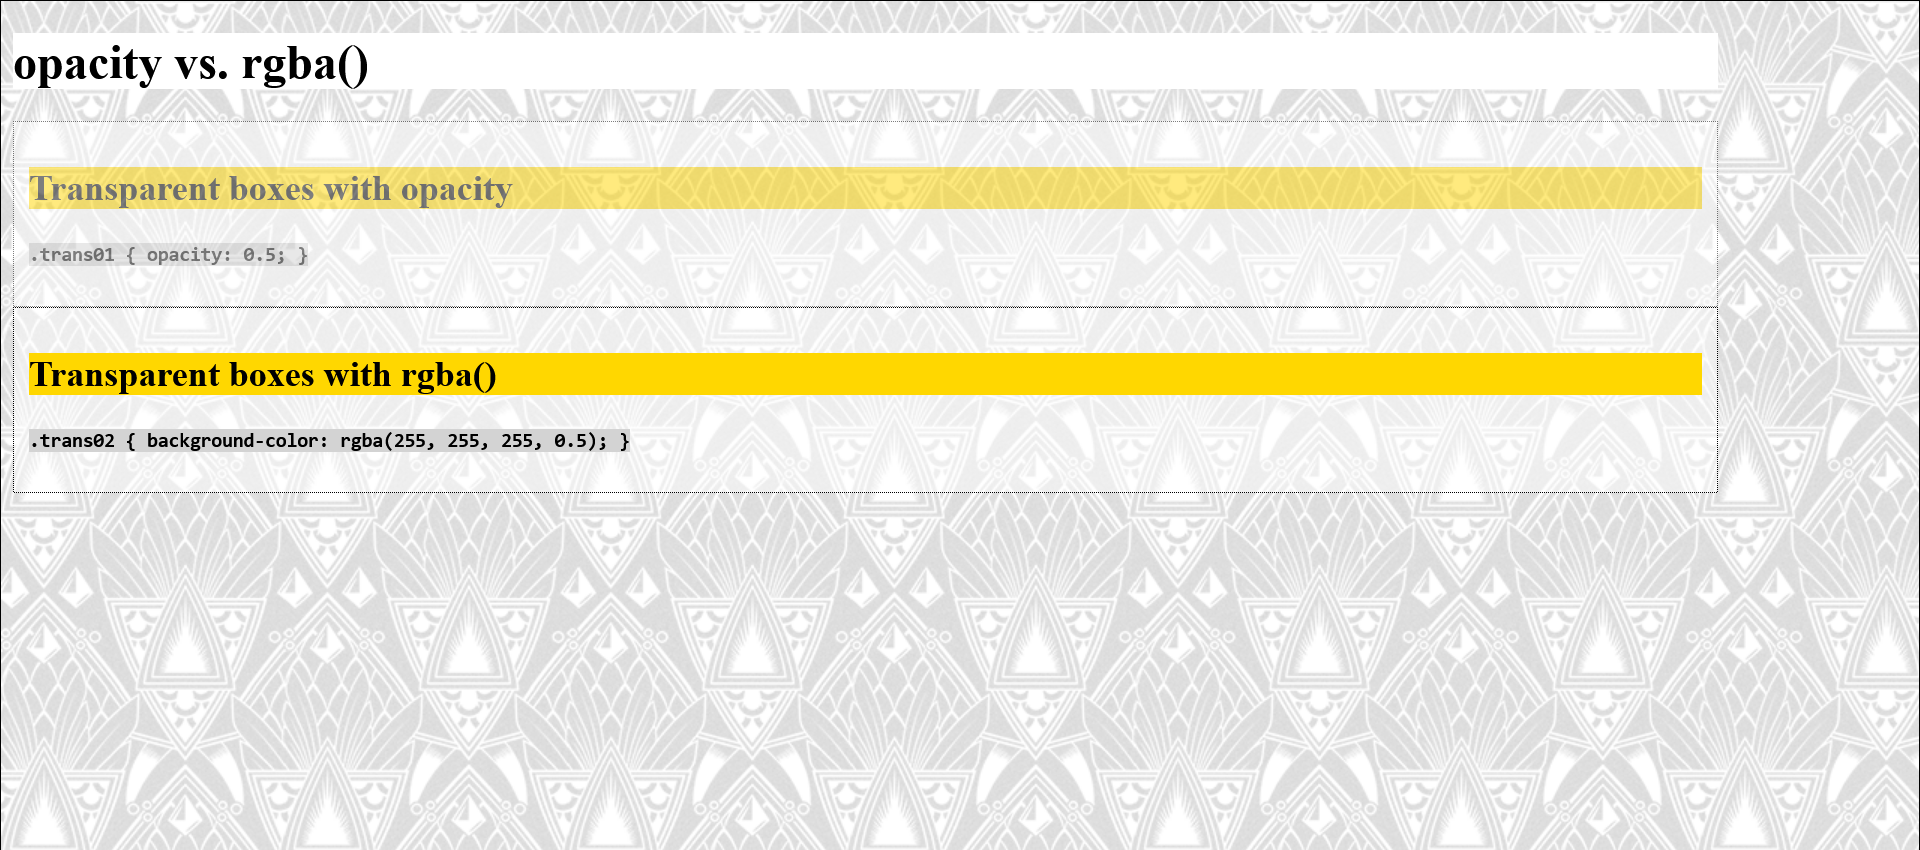 opacity vs. rgba()
Transparent boxes with opacity
.trans01 { opacity: 0.5; }
Transparent boxes with rgba()
.trans02 { background-color: rgba(255, 255, 255, 0.5); }